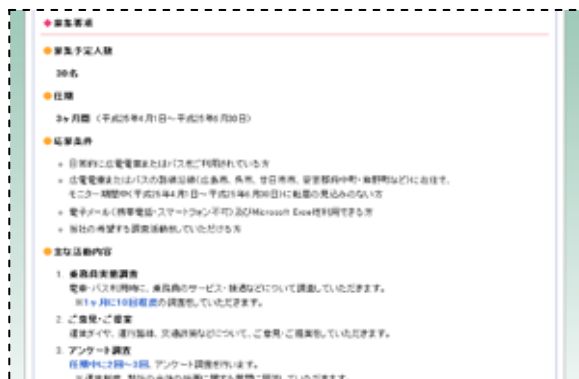 募集要項
募集予定人数
30名
任期
3ヶ月間（平成25年4月1日～平成25年6月30日）
応募条件
日常的に広電電車またはバスをご利用されている方
広電電車またはバスの路線沿線(広島市、呉市、廿日市市、安芸郡府中町・海田町など)に在住で、
モニター期間中(平成25年4月1日～平成25年6月30日)に転居の見込みのない方
電子メール(携帯電話・スマートフォン不可)及びMicrosoft Excelを利用できる方
当社の希望する調査活動をしていただける方
主な活動内容
1. 乗務員実態調査
電車・バス利用時に、乗務員のサービス・接遇などについて調査していただきます。
※1ヶ月に10回程度の調査をしていただきます。
2. ご意見・ご提案
運賃ダイヤ、運行路線、交通政策などについて、ご意見・ご提案をしていただきます。
3. アンケート調査
任期中に2回～3回、アンケート調査を行います。